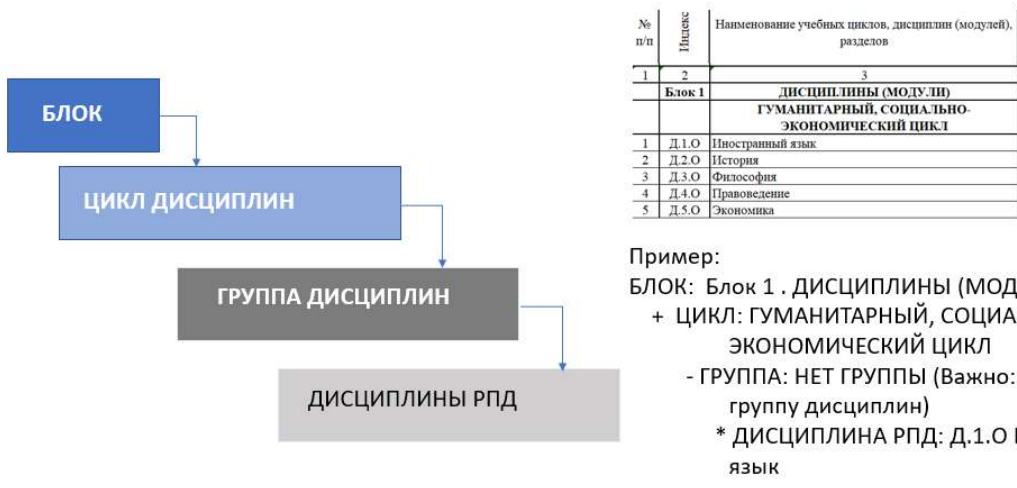 БЛОК
ЦИКЛ ДИСЦИПЛИН
ГРУППА ДИСЦИПЛИН
ДИСЦИПЛИНЫ РПД
№ п/п Индекс Наименование учебных циклов, дисциплин (модулей), разделов
1 2 3
Блок 1 ДИСЦИПЛИНЫ (МОДУЛИ)
ГУМАНИТАРНЫЙ, СОЦИАЛЬНО-
ЭКОНОМИЧЕСКИЙ ЦИКЛ
1 Д.1.О Иностранный язык
2 Д.2.О История
3 Д.3.О Философия
4 Д.4.О Правоведение
5 Д.5.О Экономика
Пример:
БЛОК: Блок 1 . ДИСЦИПЛИНЫ (МОД
+ ЦИКЛ: ГУМАНИТАРНЫЙ, СОЦИА
ЭКОНОМИЧЕСКИЙ ЦИКЛ
- ГРУППА: НЕТ ГРУППЫ (Важно:
группу дисциплин)
* ДИСЦИПЛИНА РПД: Д.1.О
язык